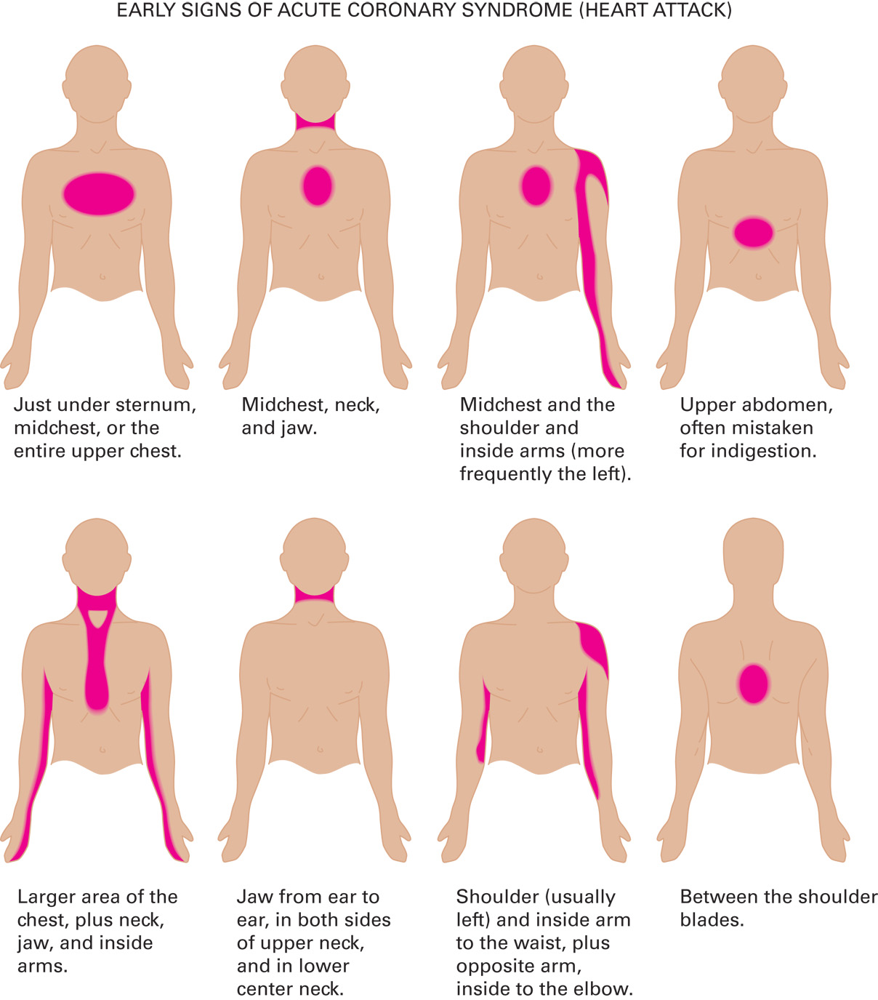 EARLY SIGNS OF ACUTE CORONARY SYNDROME (HEART ATTACK)
Just under sternum,
midchest, or the
entire upper chest.
Midchest, neck,
and jaw.
Midchest and the
shoulder and
inside arms (more
frequently the left).
Upper abdomen,
often mistaken
for indigestion.
Larger area of the
chest, plus neck,
jaw, and inside
arms.
Jaw from ear to
ear, in both sides
of upper neck,
and in lower
center neck.
Shoulder (usually
left) and inside arm
to the waist, plus
opposite arm,
inside to the elbow.
Between the shoulder
blades.